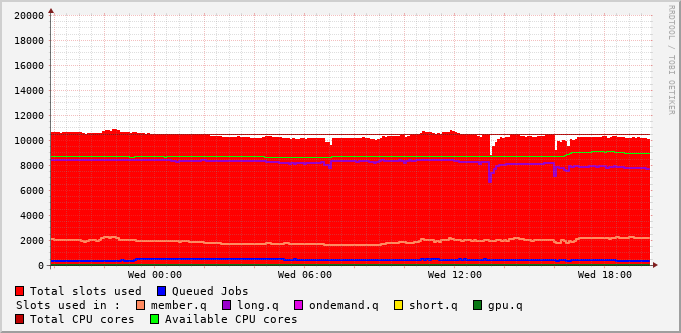 RRDTOOL / TOBI OETIKER
20000
18000
16000
14000
12000
10000
8000
6000
4000
2000
0
Wed 00:00 Wed 06:00 Wed 12:00 Wed 18:00
Total slots used Queued Jobs
Slots used in : member.q long.q ondemand.q short.q gpu.q
Total CPU cores Available CPU cores